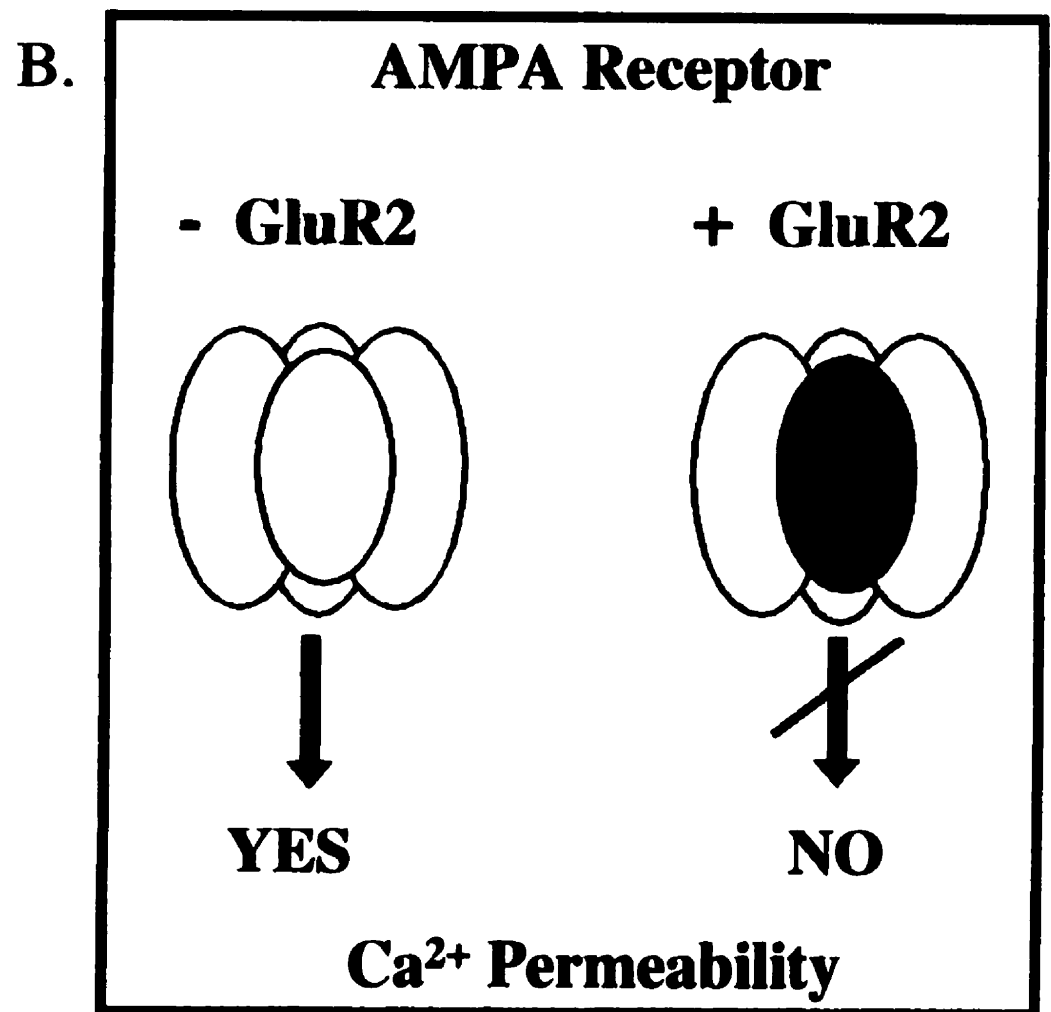 B.
AMPA Receptor
- GluR2 + GluR2
YES NO
Ca²⁺ Permeability